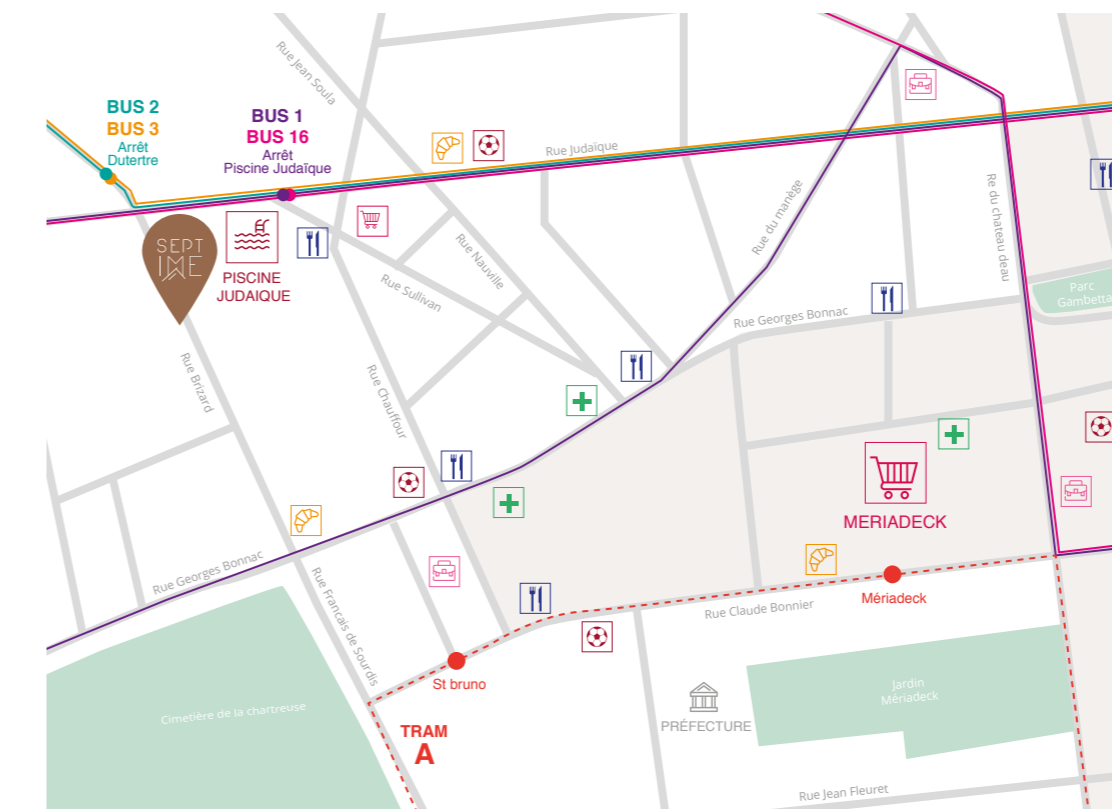 Rue Jean Soula
BUS 2
BUS 3
Arrêt
Dutertre
BUS 1
BUS 16
Arrêt
Piscine Judaïque
Rue Judaïque
Rue du manège
Re du chateau deau
SEPT
IME
PISCINE
JUDAIQUE
Rue Nauville
Rue Sullivan
Parc
Gambetta
Rue Georges Bonnac
Rue Brizard
Rue Chauffour
MERIADECK
Rue Georges Bonnac
Rue Francais de Sourdis
Mériadeck
Rue Claude Bonnier
St bruno
Jardin
Mériadeck
Cimetière de la chartreuse
PRÉFECTURE
TRAM
A
Rue Jean Fleuret